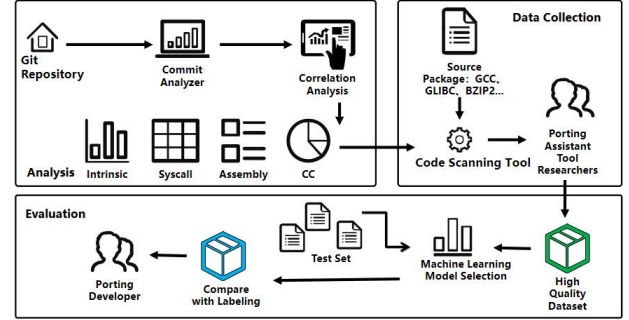 Git
Repository
Commit
Analyzer
Correlation
Analysis
Analysis
Intrinsic
Syscall
Assembly
CC
Data Collection
Source
Package：GCC、
GLIBC、BZIP2...
Code Scanning Tool
Porting
Assistant
Tool
Researchers
Evaluation
Porting
Developer
Compare
with Labeling
Test Set
Machine Learning
Model Selection
High
Quality
Dataset